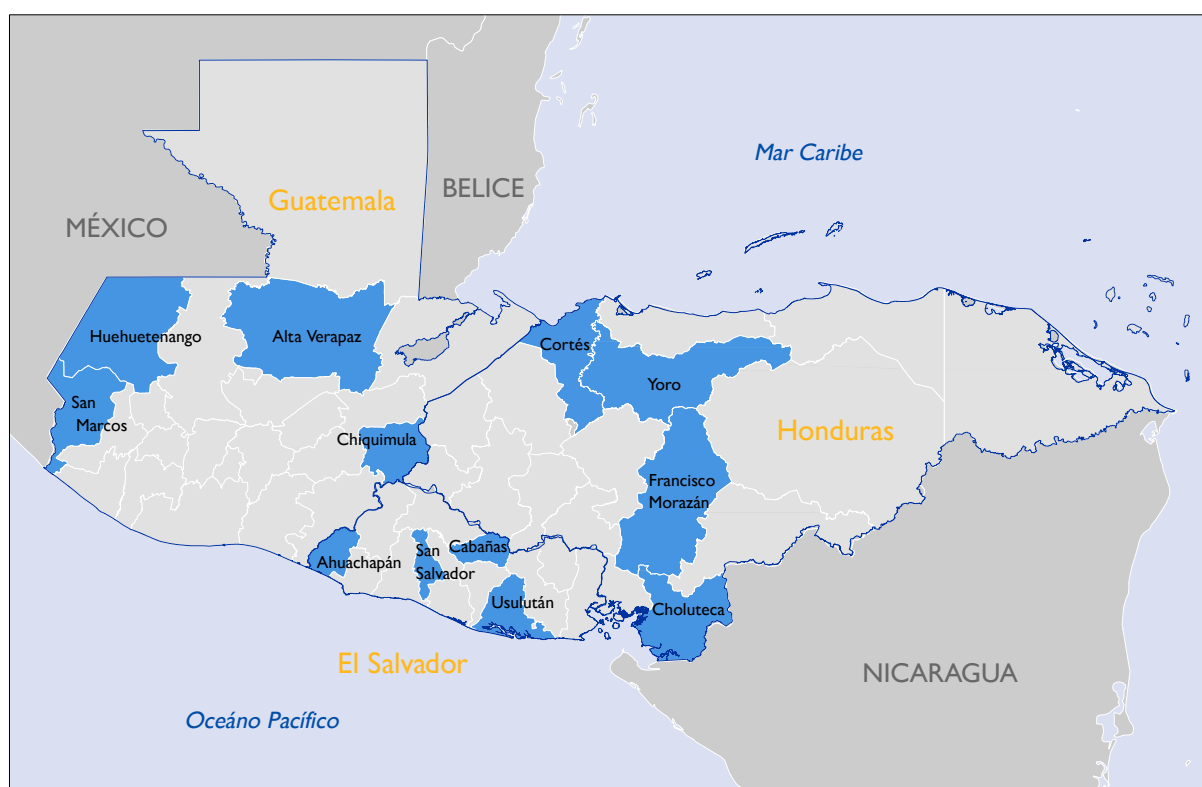 Mar Caribe
BELICE
Guatemala
MÉXICO
Huehuetenango
Alta Verapaz
Cortés
Yoro
San
Marcos
Chiquimula
Honduras
Francisco
Morazán
Ahuachapán
San
Salvador
Cabañas
Usulután
Choluteca
El Salvador
NICARAGUA
Oceáno Pacífico